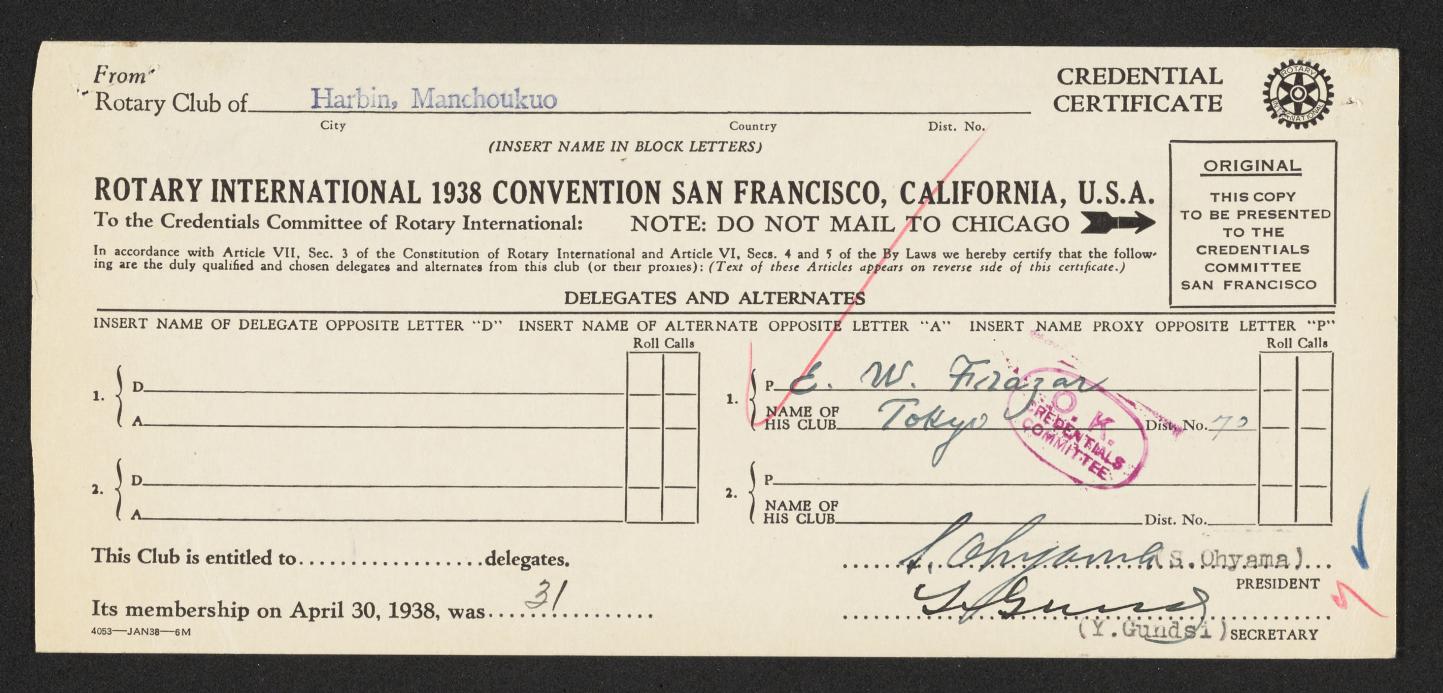 From
Rotary Club of Harbin, Manchoukuo
City Country Dist. No.
(INSERT NAME IN BLOCK LETTERS)
CREDENTIAL
CERTIFICATE
ROTARY INTERNATIONAL
ORIGINAL
THIS COPY
TO BE PRESENTED
TO THE
CREDENTIALS
COMMITTEE
SAN FRANCISCO
ROTARY INTERNATIONAL 1938 CONVENTION SAN FRANCISCO, CALIFORNIA, U.S.A.
To the Credentials Committee of Rotary International: NOTE: DO NOT MAIL TO CHICAGO
In accordance with Article VII, Sec. 3 of the Constitution of Rotary International and Article VI, Secs. 4 and 5 of the By Laws we hereby certify that the follow-
ing are the duly qualified and chosen delegates and alternates from this club (or their proxies): (Text of these Articles appears on reverse side of this certificate.)
DELEGATES AND ALTERNATES
INSERT NAME OF DELEGATE OPPOSITE LETTER "D" INSERT NAME OF ALTERNATE OPPOSITE LETTER "A" INSERT NAME PROXY OPPOSITE LETTER "P"
Roll Calls
1. D
A
2. D
A
Roll Calls
1. P E. W. Frazar
NAME OF
HIS CLUB Tokyo Dist. No. 70
O. K.
CREDENTIALS
COMMITTEE
2. P
NAME OF
HIS CLUB Dist. No.
This Club is entitled to..................delegates.
Its membership on April 30, 1938, was 31
4053—JAN38—6M
S. Ohyama (S. Ohyama)
PRESIDENT
Y. Gundsi
(Y.Gundsi) SECRETARY